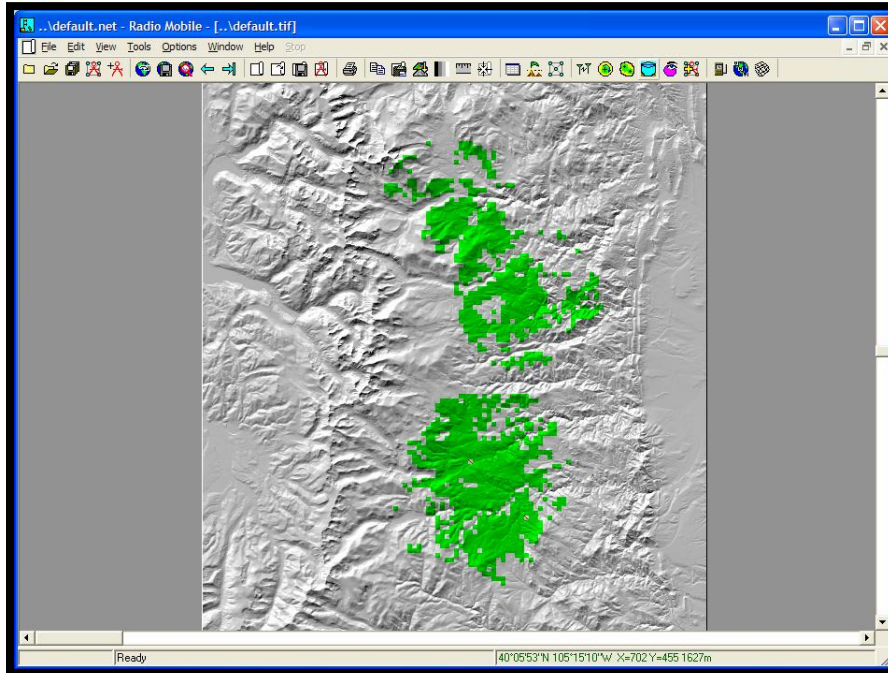 ..\default.net - Radio Mobile - [..\default.tif]
File Edit View Tools Options Window Help Stop
Ready
40°05'53"N 105°15'10"W X=702 Y=455 1627m